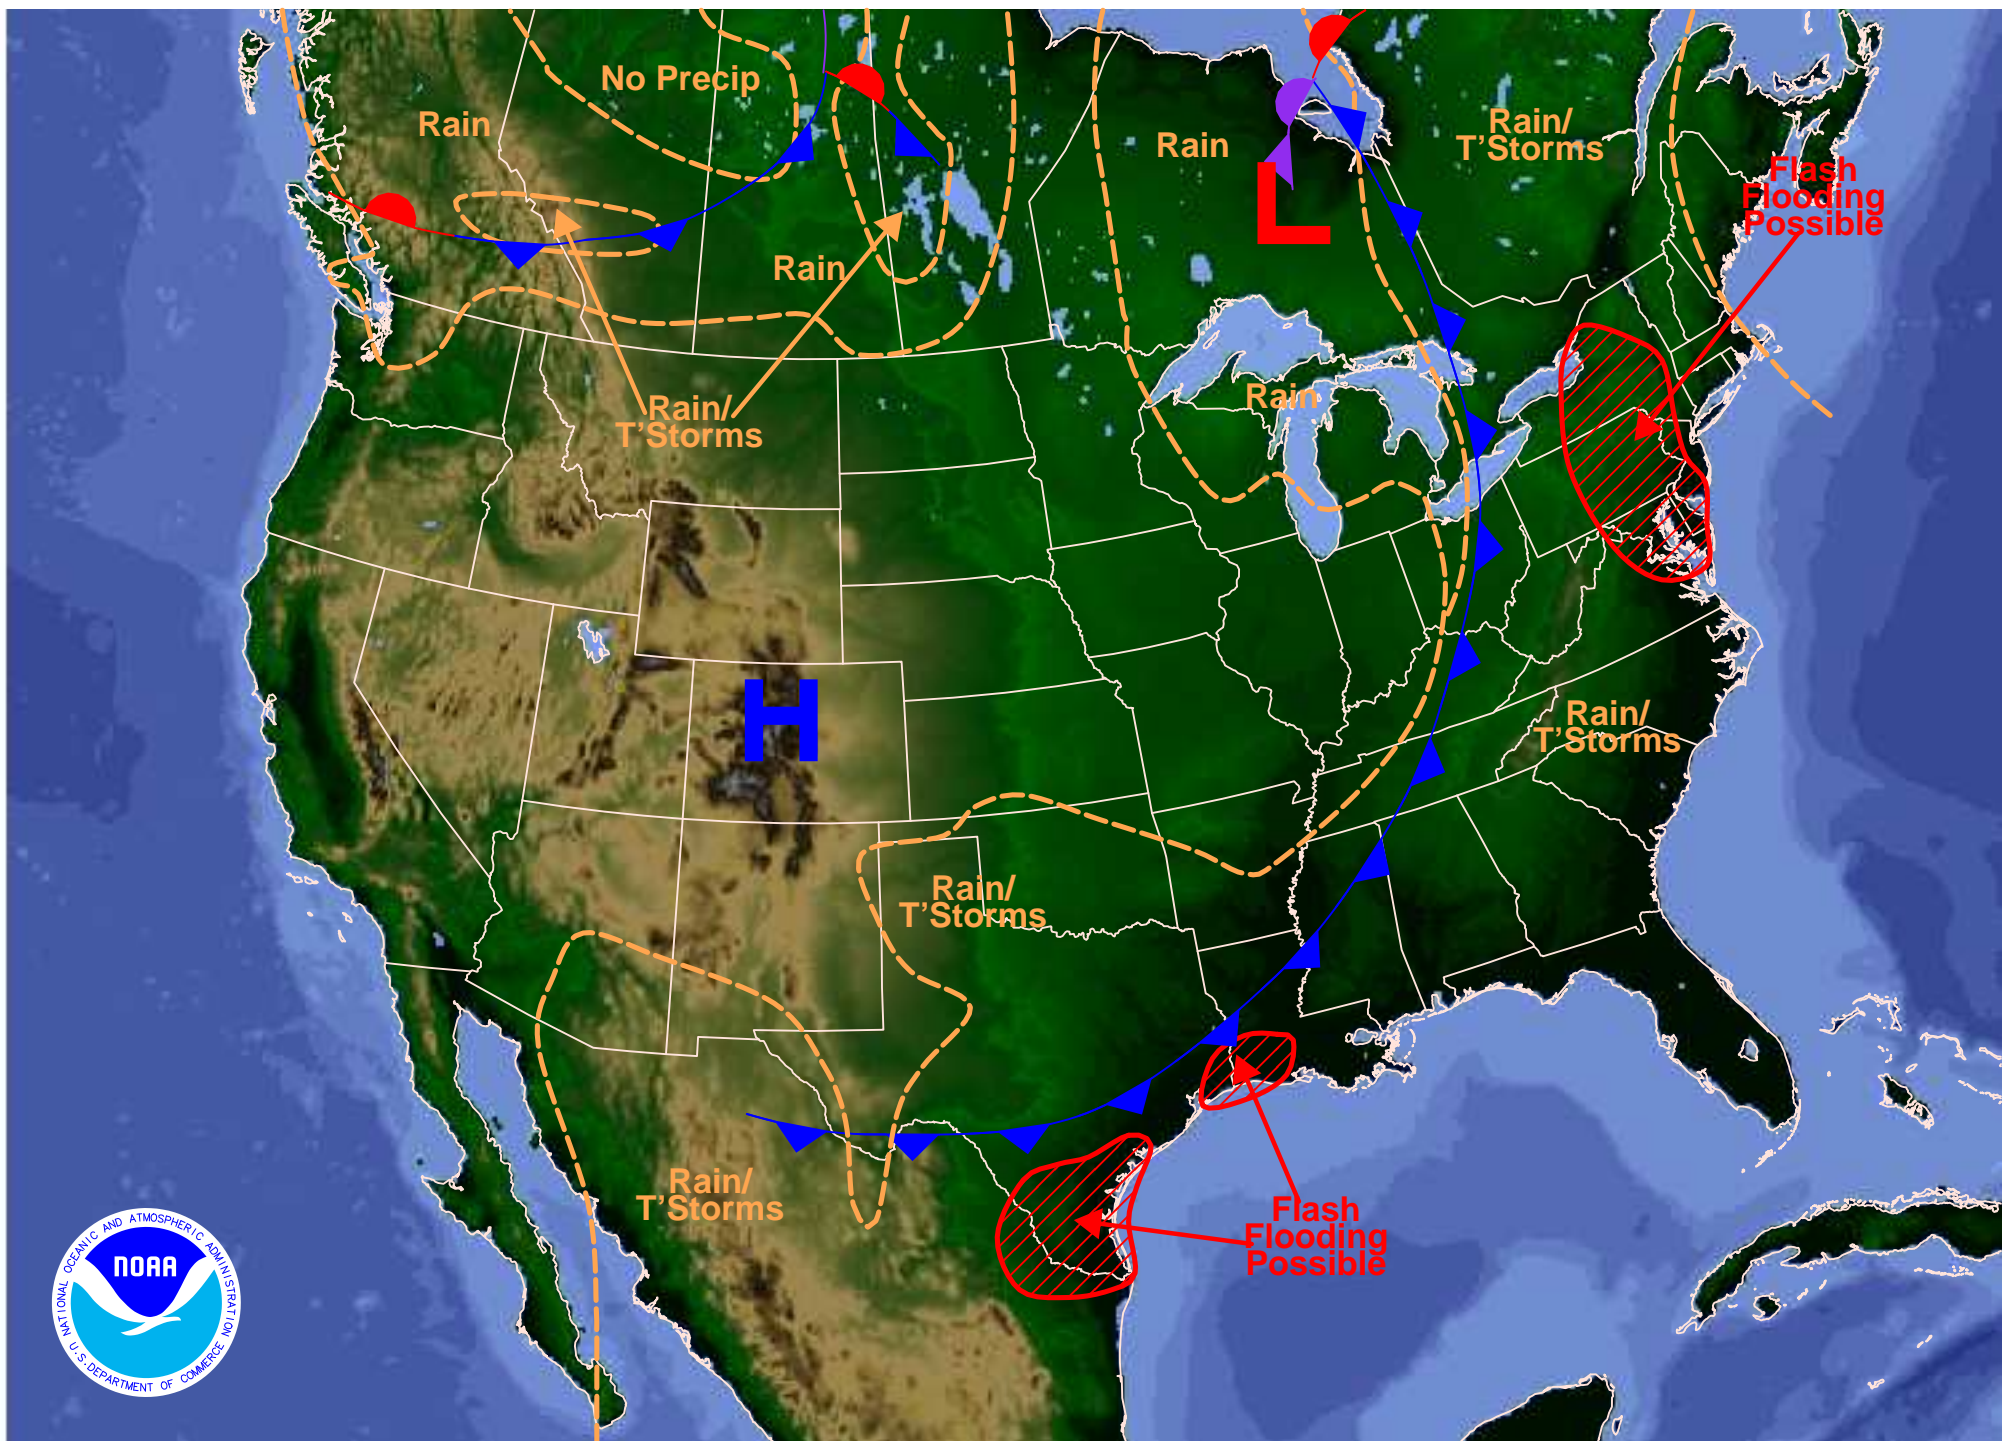 No Precip
Rain
Rain
Rain/
T'Storms
Flash
Flooding
Possible
L
Rain
Rain/
T'Storms
Rain
H
Rain/
T'Storms
Rain/
T'Storms
Rain/
T'Storms
Flash
Flooding
Possible
NATIONAL OCEANIC AND ATMOSPHERIC ADMINISTRATION
NOAA
U.S. DEPARTMENT OF COMMERCE